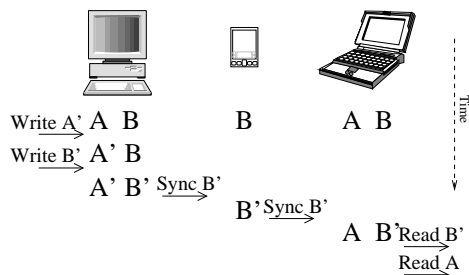 Write A' A B B A B
Write B' A' B
A' B' Sync B'
B' Sync B'
A B' Read B'
Read A
Time